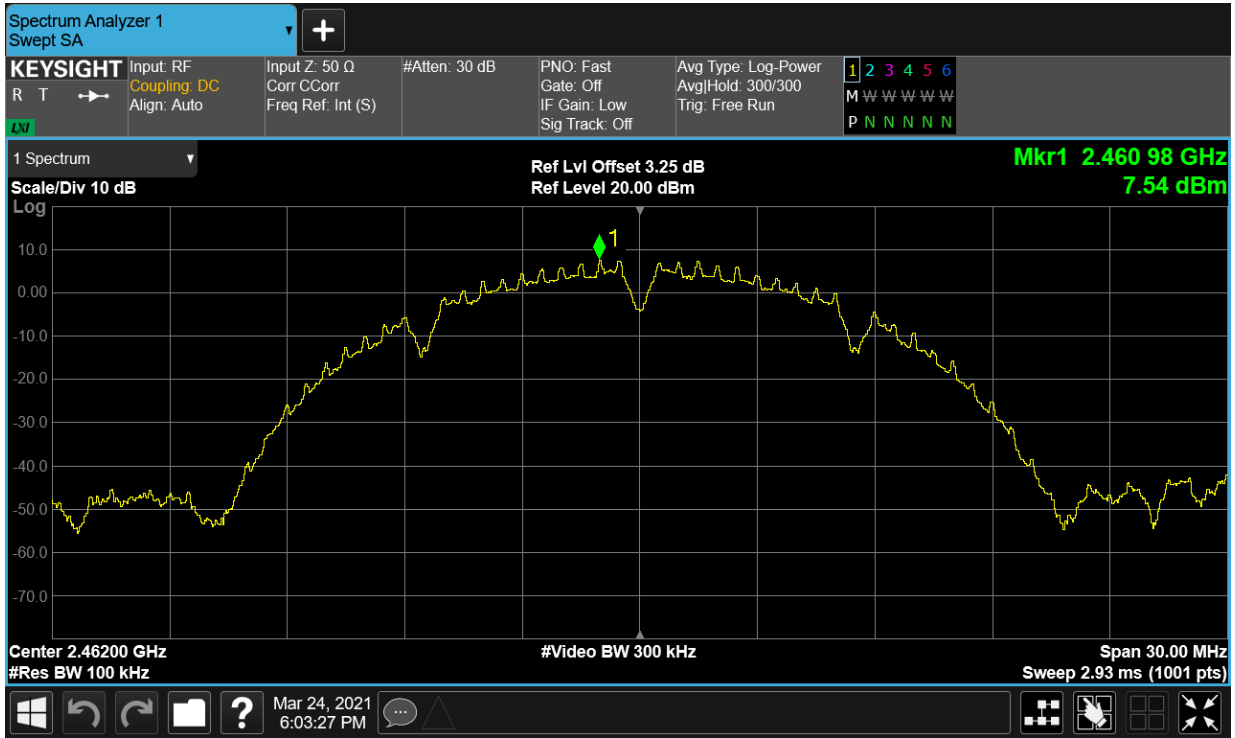 Spectrum Analyzer 1
Swept SA
KEYSIGHT
R T
LXI
Input: RF
Coupling: DC
Align: Auto
Input Z: 50 Ω
Corr CCorr
Freq Ref: Int (S)
#Atten: 30 dB
PNO: Fast
Gate: Off
IF Gain: Low
Sig Track: Off
Avg Type: Log-Power
Avg|Hold: 300/300
Trig: Free Run
1 2 3 4 5 6
M W W W W W
P N N N N N
1 Spectrum
Scale/Div 10 dB
Log
Ref Lvl Offset 3.25 dB
Ref Level 20.00 dBm
Mkr1 2.460 98 GHz
7.54 dBm
1
10.0
0.00
-10.0
-20.0
-30.0
-40.0
-50.0
-60.0
-70.0
Center 2.46200 GHz
#Res BW 100 kHz
#Video BW 300 kHz
Span 30.00 MHz
Sweep 2.93 ms (1001 pts)
?
Mar 24, 2021
6:03:27 PM